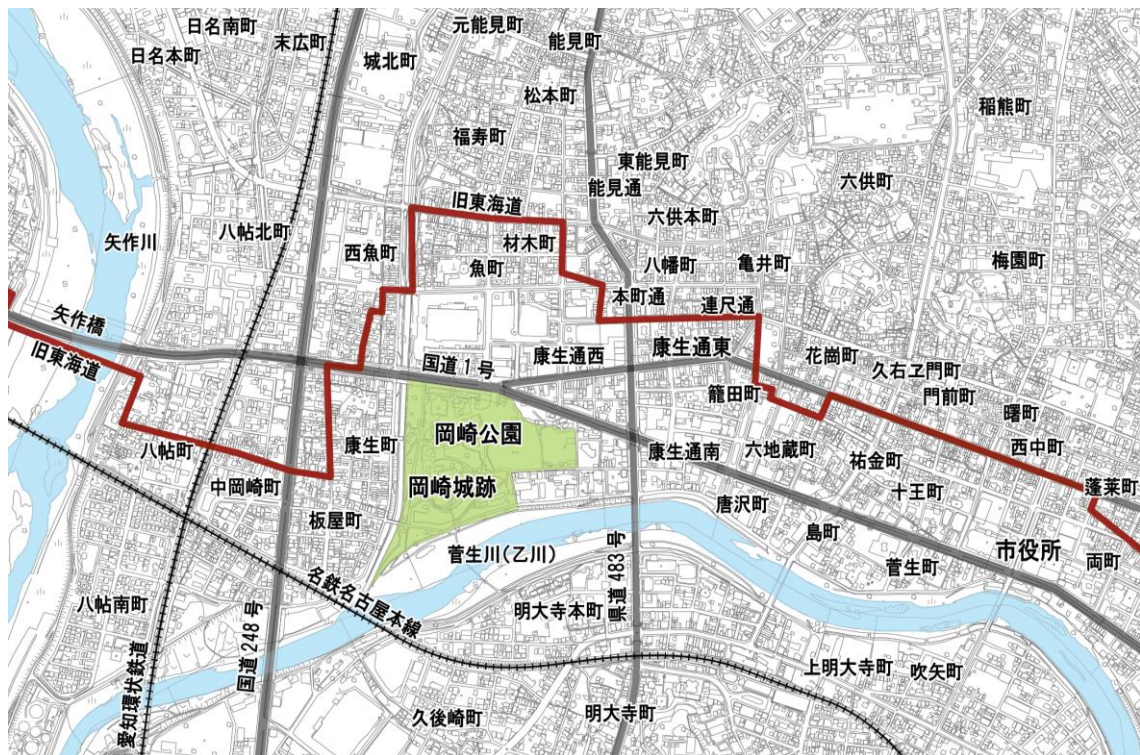 日名南町
末広町
元能見町
能見町
日名本町
城北町
松本町
稲熊町
福寿町
東能見町
六供町
能見通
旧東海道
六供本町
八帖北町
矢作川
西魚町
材木町
魚町
八幡町
亀井町
梅園町
本町通
連尺通
矢作橋
旧東海道
国道1号
康生通西
康生通東
花崗町
久右ヱ門町
門前町
籠田町
曙町
岡崎公園
康生町
八帖町
康生通南
六地蔵町
西中町
祐金町
岡崎城跡
中岡崎町
十王町
蓬莱町
板屋町
唐沢町
島町
市役所
両町
菅生川(乙川)
菅生町
県道483号
名鉄名古屋本線
八帖南町
明大寺本町
国道248号
愛知環状鉄道
上明大寺町
吹矢町
久後崎町
明大寺町